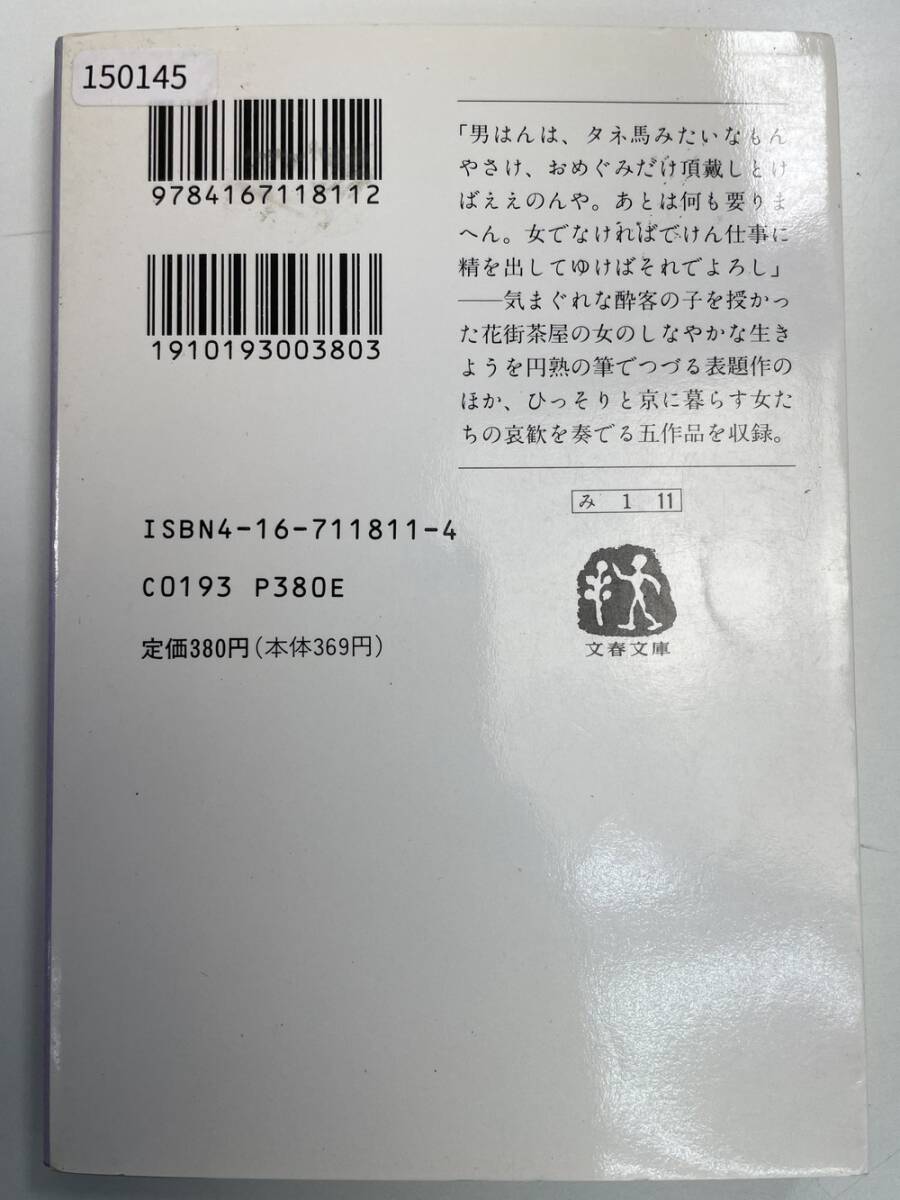 150145
9784167118112
1910193003803
「男はんは、タネ馬みたいなもん
やさけ、おめぐみだけ頂戴しとけ
ばええのんや。あとは何も要りま
へん。女でなければでけん仕事に
精を出してゆけばそれでよろし」
──気まぐれな酔客の子を授かっ
た花街茶屋の女のしなやかな生き
ようを円熟の筆でつづる表題作の
ほか、ひっそりと京に暮らす女た
ちの哀歓を奏でる五作品を収録。
み 1 11
文春文庫
ISBN4-16-711811-4
C0193 P380E
定価380円(本体369円)